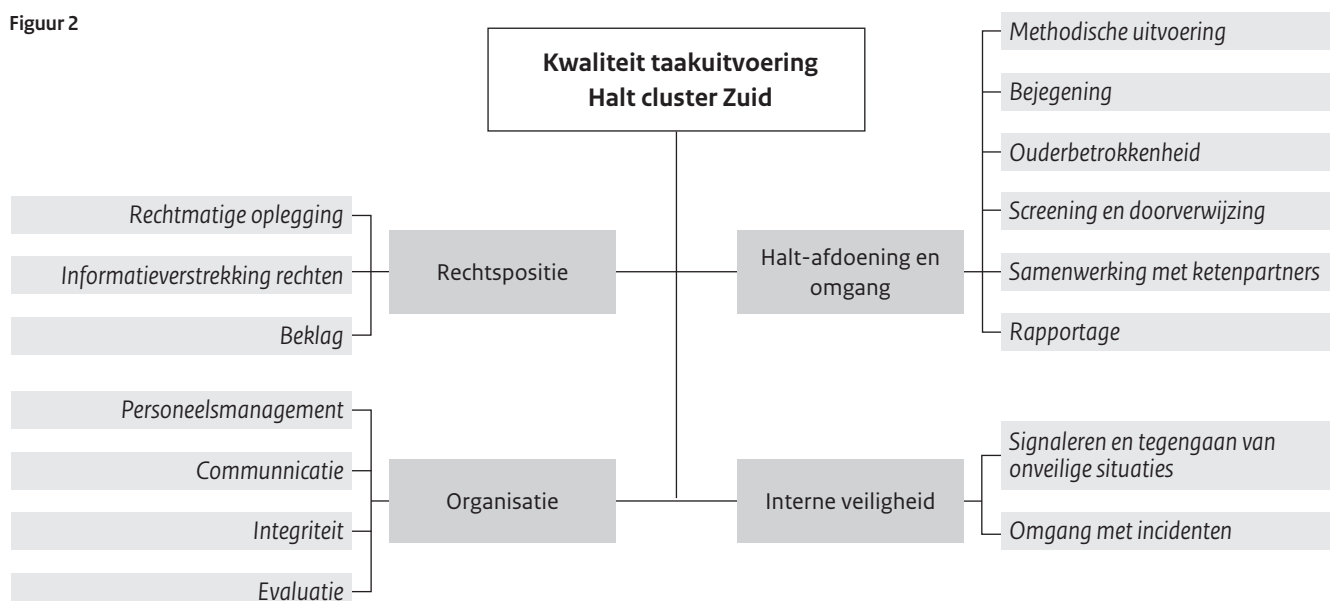 Figuur 2
Kwaliteit taakuitvoering
Halt cluster Zuid
Rechtmatige oplegging
Informatieverstrekking rechten
Beklag
Rechtspositie
Halt-afdoening en
omgang
Methodische uitvoering
Bejegening
Ouderbetrokkenheid
Screening en doorverwijzing
Samenwerking met ketenpartners
Rapportage
Personeelsmanagement
Communnicatie
Integriteit
Evaluatie
Organisatie
Interne veiligheid
Signaleren en tegengaan van
onveilige situaties
Omgang met incidenten